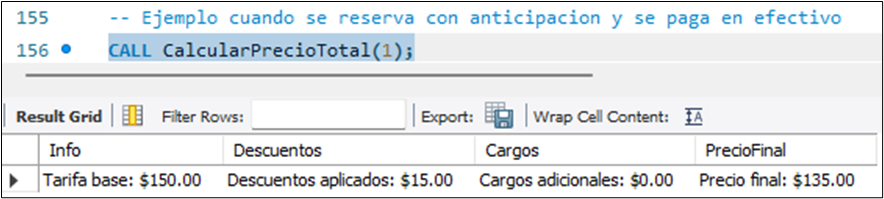 155 -- Ejemplo cuando se reserva con anticipacion y se paga en efectivo
156 CALL CalcularPrecioTotal(1);
Result Grid Filter Rows: Export: Wrap Cell Content:
Info Descuentos Cargos PrecioFinal
Tarifa base: $150.00 Descuentos aplicados: $15.00 Cargos adicionales: $0.00 Precio final: $135.00